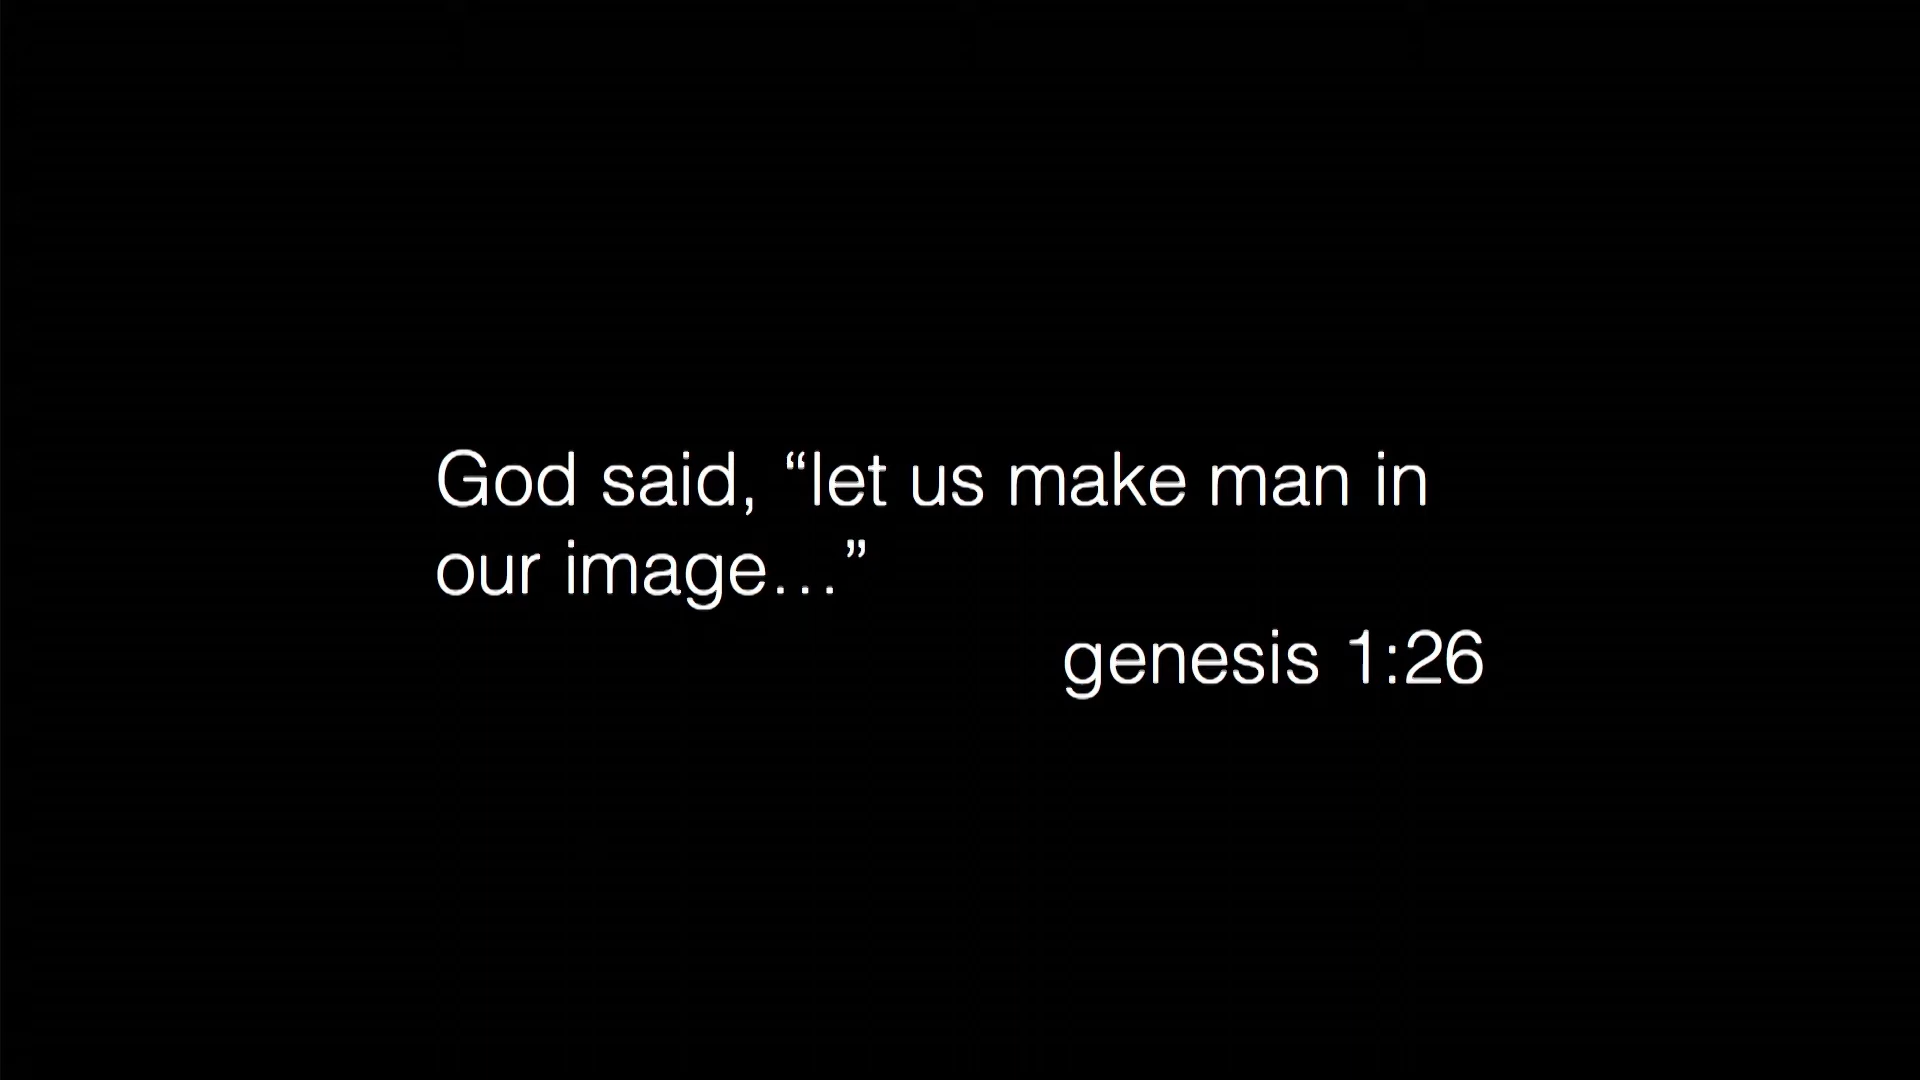 God said, “let us make man in
our image…”
genesis 1:26